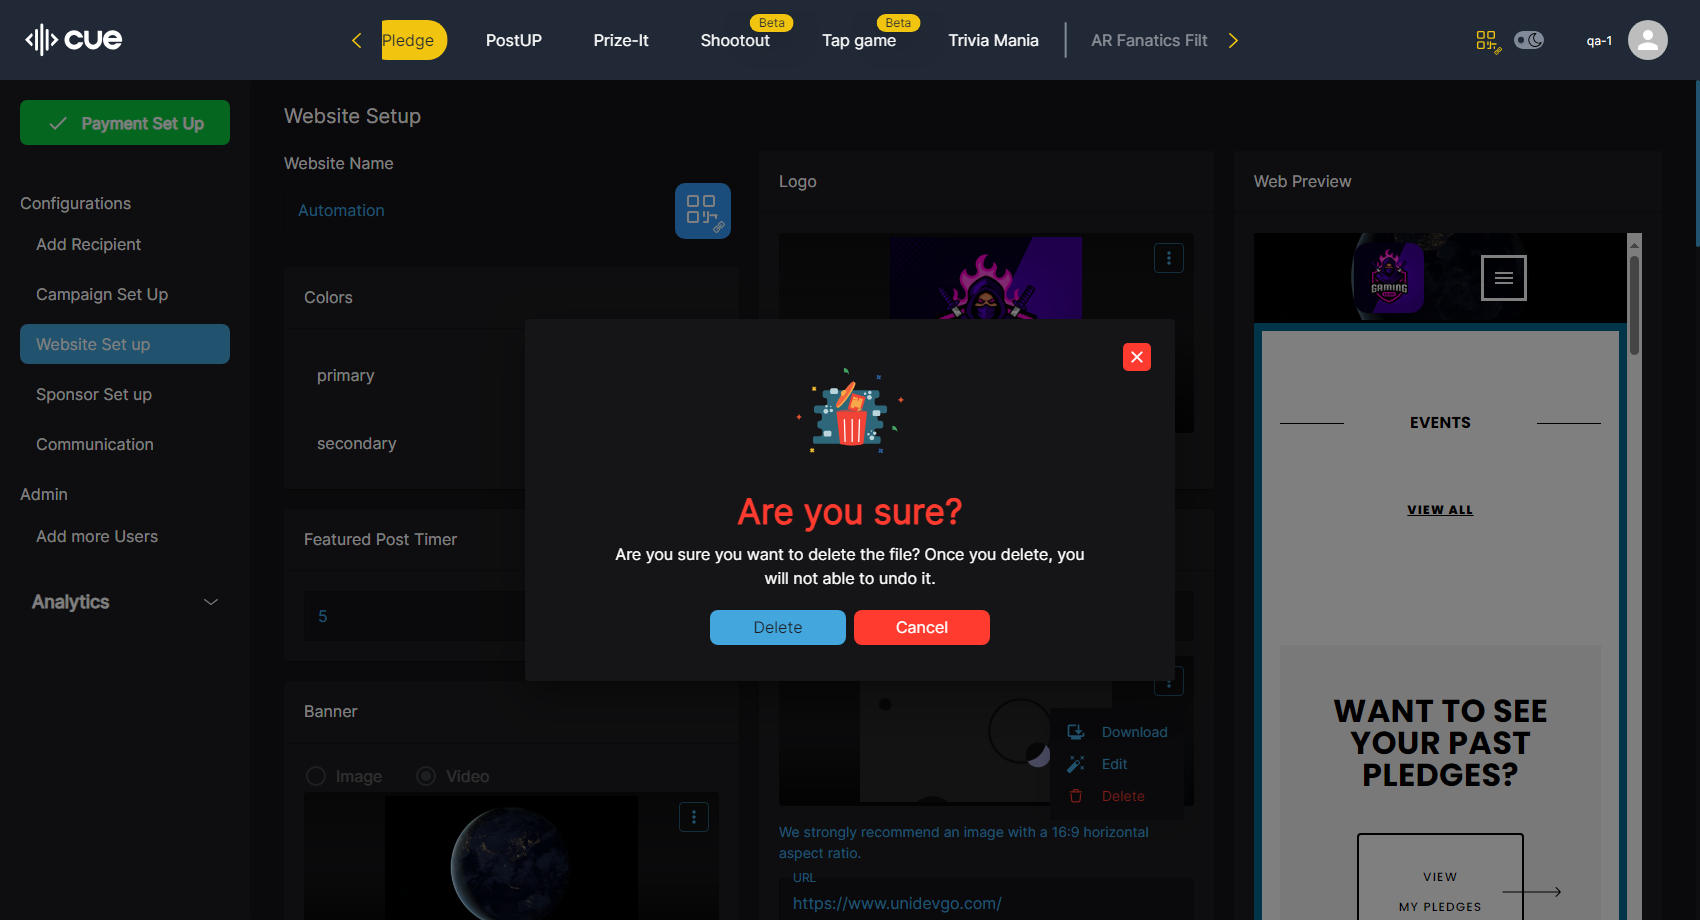 cue
Pledge
PostUP
Prize-It
Beta
Shootout
Beta
Tap game
Trivia Mania
AR Fanatics Filt
qa-1
Payment Set Up
Configurations
Add Recipient
Campaign Set Up
Website Set up
Sponsor Set up
Communication
Admin
Add more Users
Analytics
Website Setup
Website Name
Automation
Colors
primary
secondary
Featured Post Timer
5
Banner
Image
Video
Logo
Are you sure?
Are you sure you want to delete the file? Once you delete, you
will not able to undo it.
Delete
Cancel
Download
Edit
Delete
We strongly recommend an image with a 16:9 horizontal
aspect ratio.
URL
https://www.unidevgo.com/
Web Preview
GAMING
EVENTS
VIEW ALL
WANT TO SEE
YOUR PAST
PLEDGES?
VIEW
MY PLEDGES